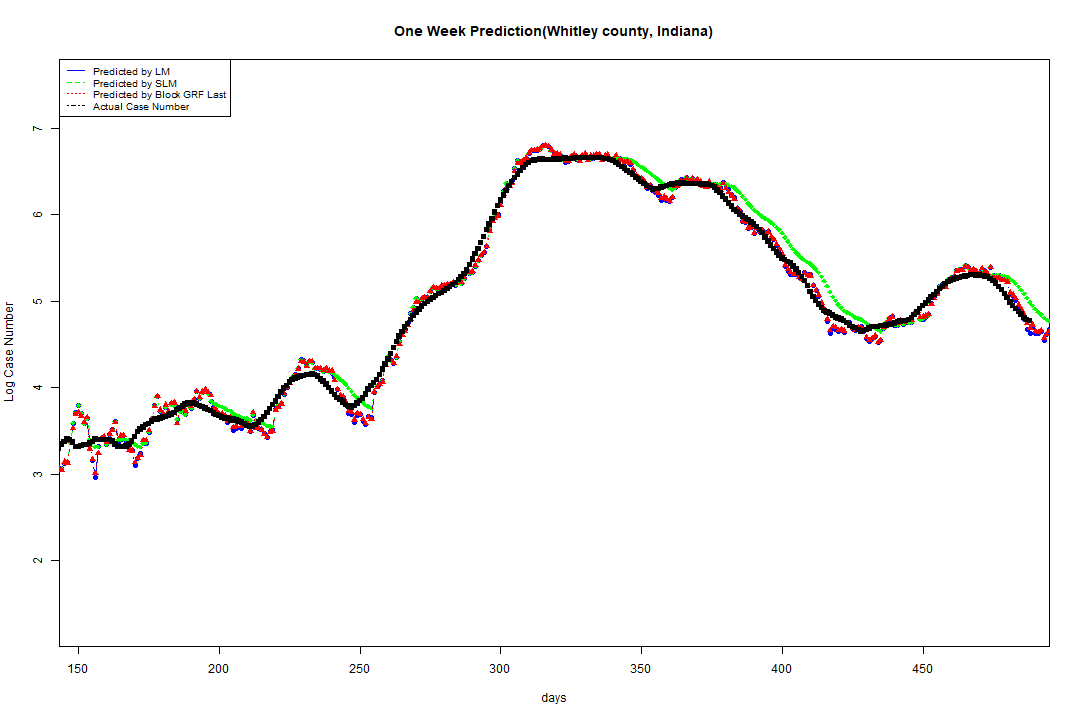 One Week Prediction(Whitley county, Indiana)
Predicted by LM
Predicted by SLM
Predicted by Block GRF Last
Actual Case Number
7
6
5
4
3
2
Log Case Number
150 200 250 300 350 400 450
days